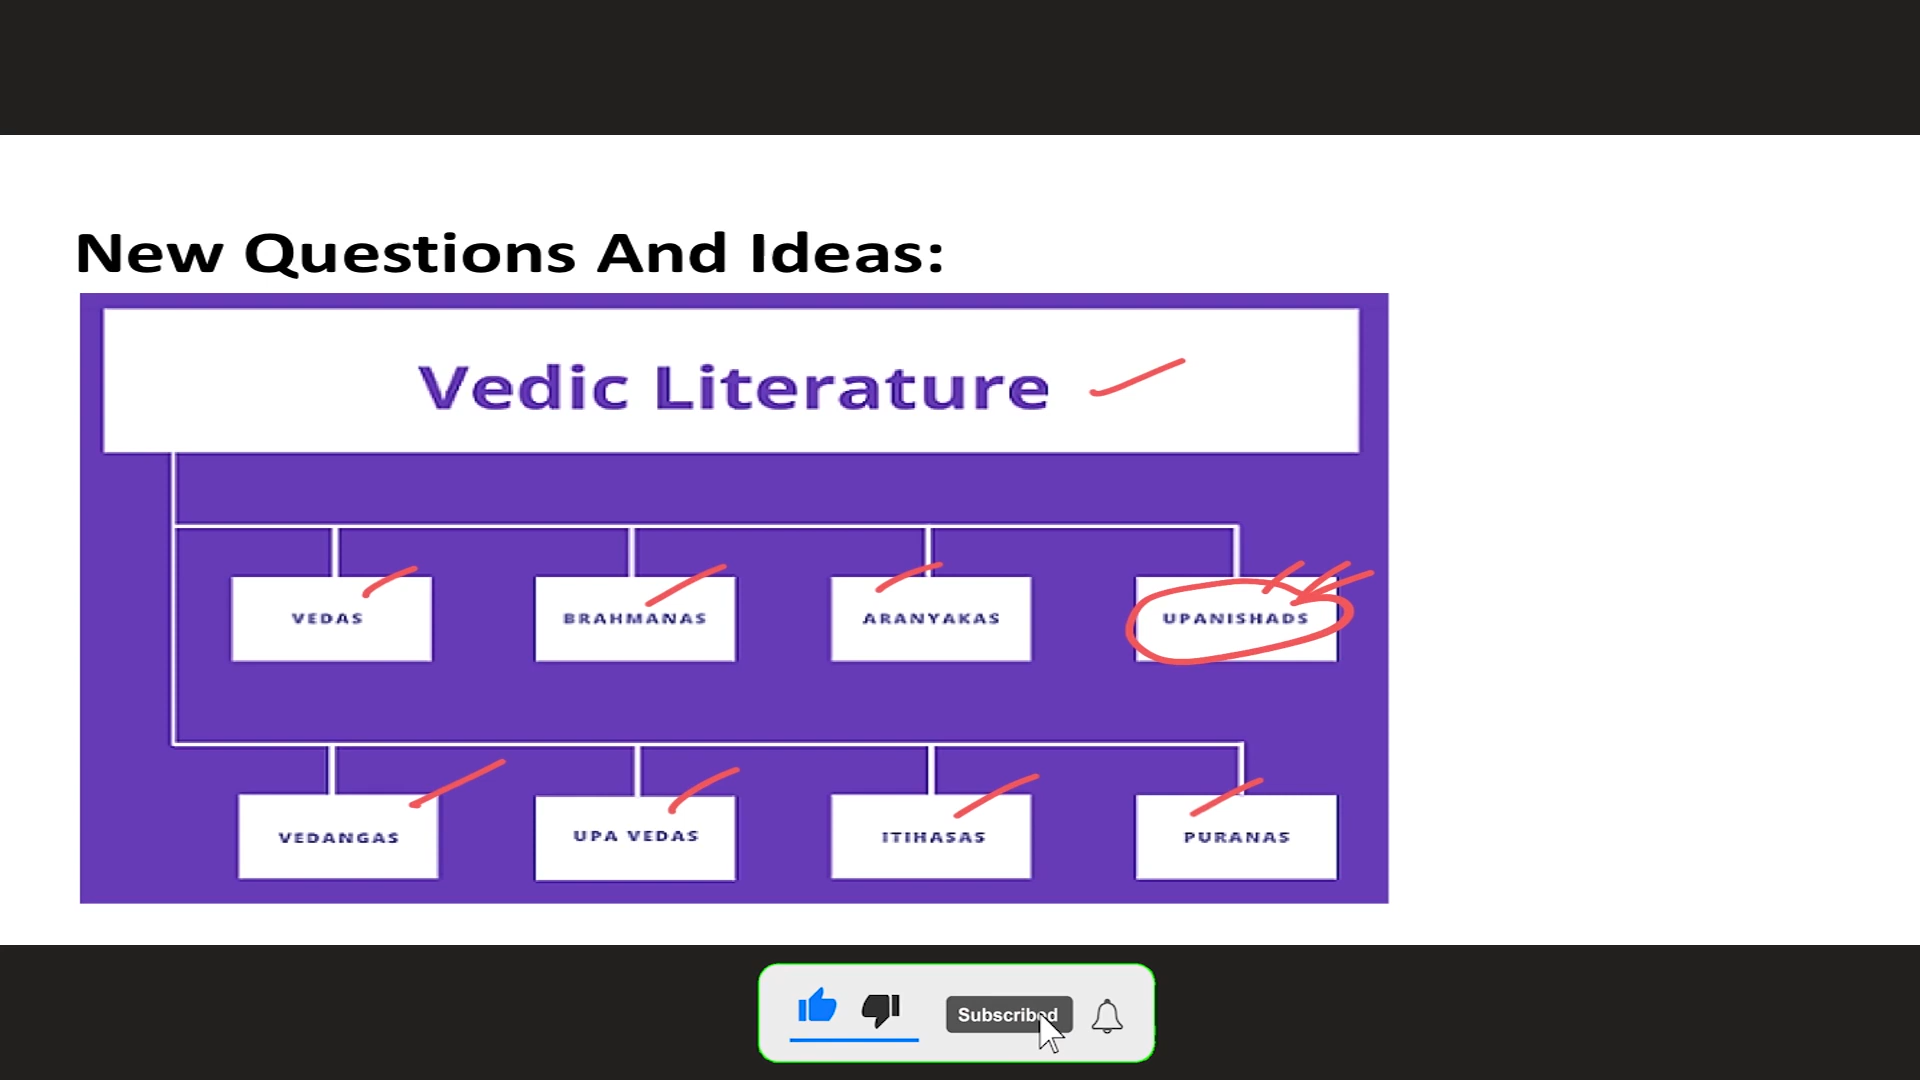 New Questions And Ideas:
Vedic Literature
VEDAS
BRAHMANAS
ARANYAKAS
UPANISHADS
VEDANGAS
UPA VEDAS
ITIHASAS
PURANAS
Subscribed